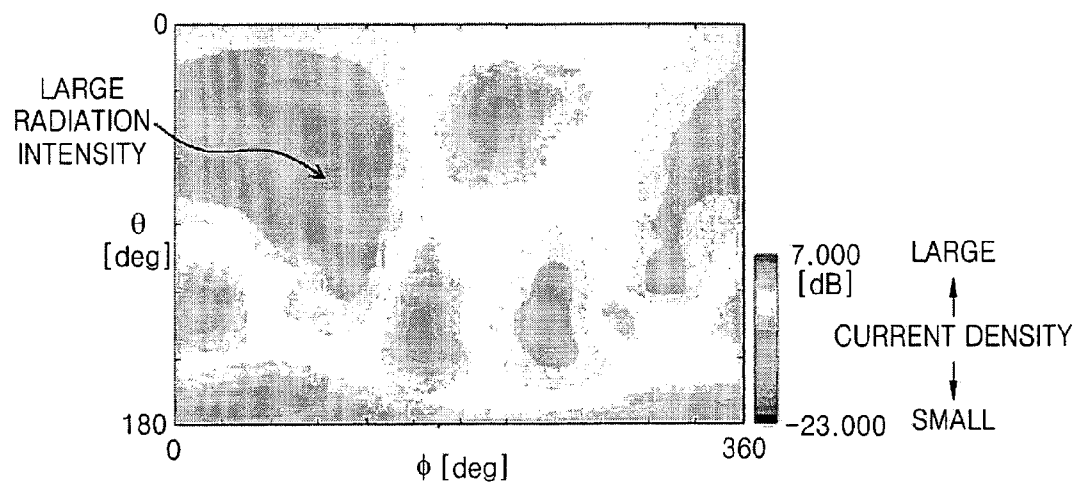 0
LARGE
RADIATION
INTENSITY
θ
[deg]
180
0
ϕ [deg]
360
7.000
[dB]
-23.000
LARGE
CURRENT DENSITY
SMALL